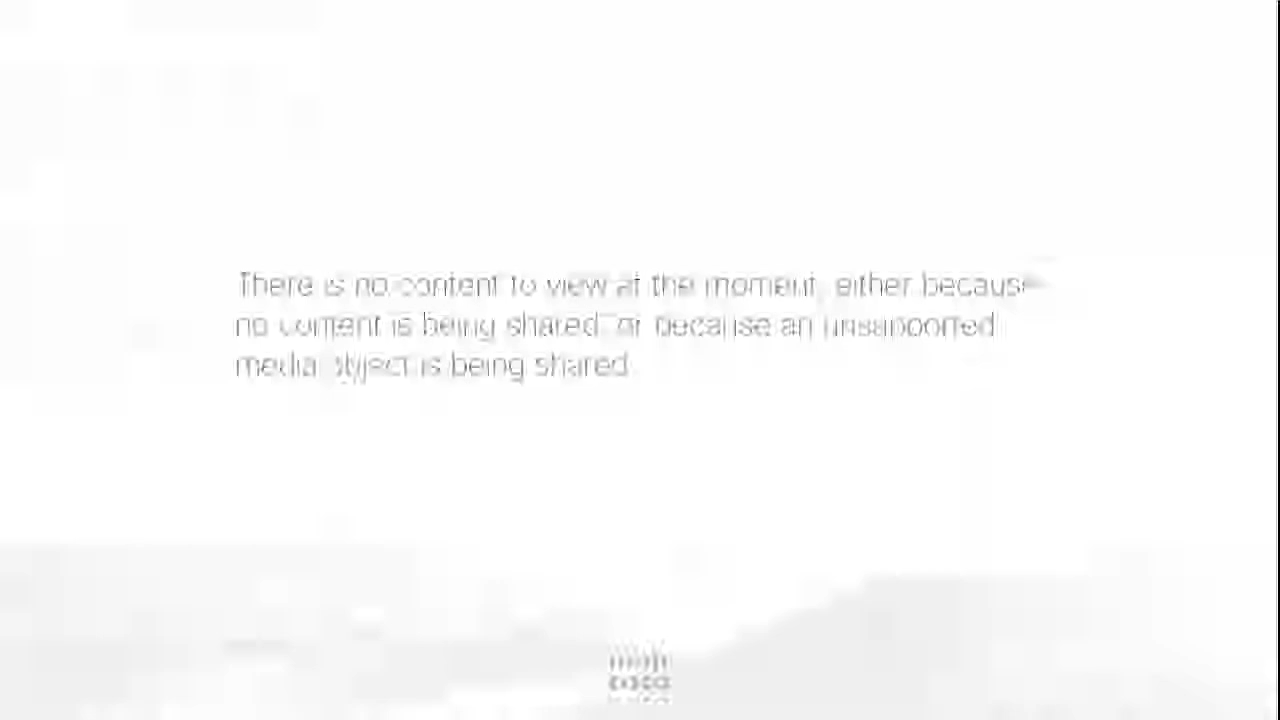 There is no content to view at the moment, either because
no content is being shared, or because an unsupported
media object is being shared.
CISCO